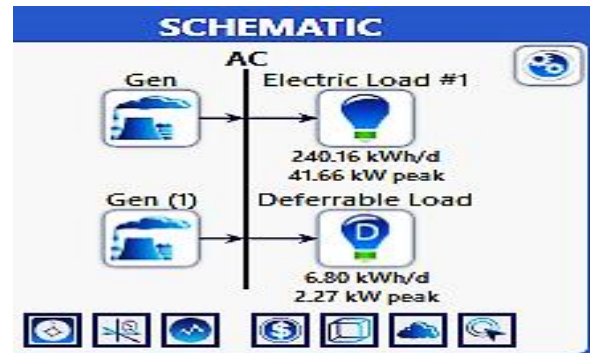 SCHEMATIC
AC
Gen
Electric Load #1
240.16 kWh/d
41.66 kW peak
Gen (1)
Deferrable Load
D
6.80 kWh/d
2.27 kW peak